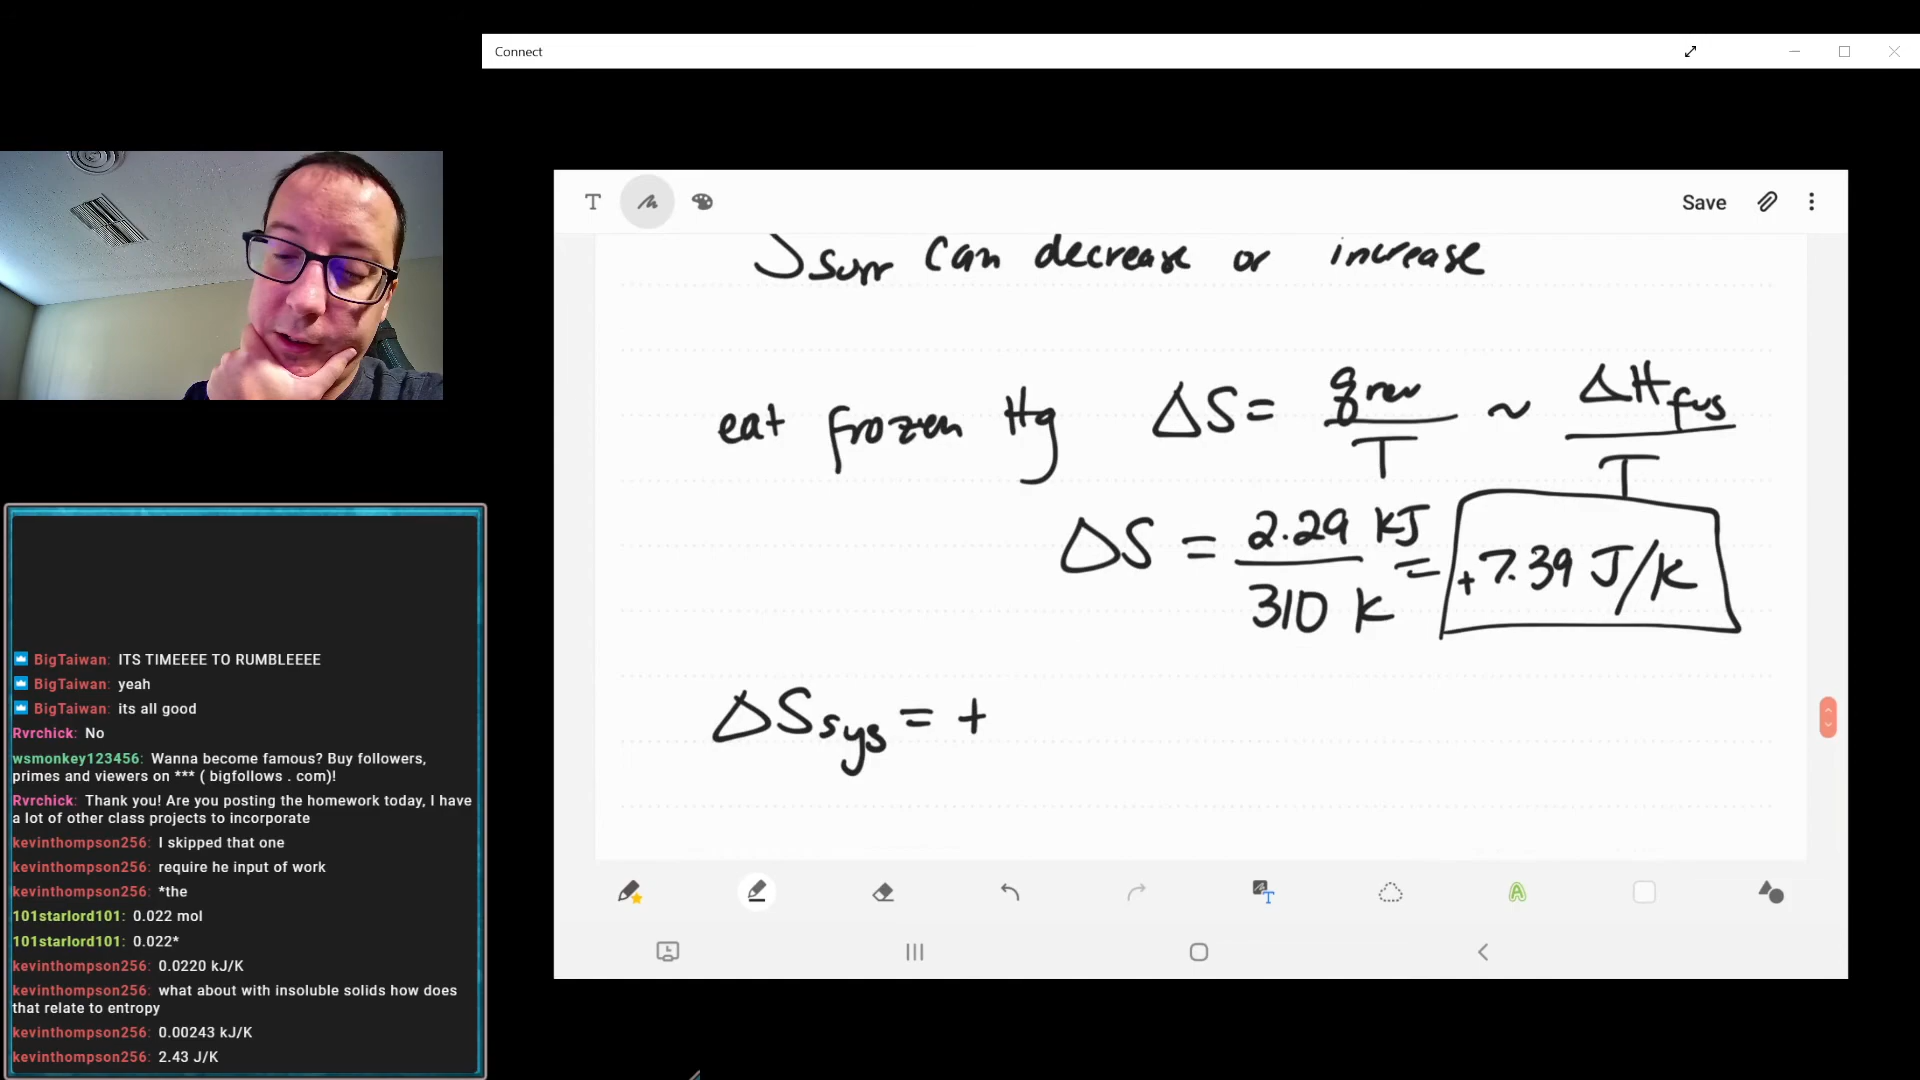 Connect
T
Save
Ssurr can decrease or increase
eat frozen Hg ΔS = qrev / T ~ ΔHfus / T
ΔS = 2.29 kJ / 310 K = +7.39 J/K
ΔSsys = +
BigTaiwan: ITS TIMEEEE TO RUMBLEEEE
BigTaiwan: yeah
BigTaiwan: its all good
Rvrchick: No
wsmonkey123456: Wanna become famous? Buy followers,
primes and viewers on *** ( bigfollows . com)!
Rvrchick: Thank you! Are you posting the homework today, I have
a lot of other class projects to incorporate
kevinthompson256: I skipped that one
kevinthompson256: require he input of work
kevinthompson256: *the
101starlord101: 0.022 mol
101starlord101: 0.022*
kevinthompson256: 0.0220 kJ/K
kevinthompson256: what about with insoluble solids how does
that relate to entropy
kevinthompson256: 0.00243 kJ/K
kevinthompson256: 2.43 J/K